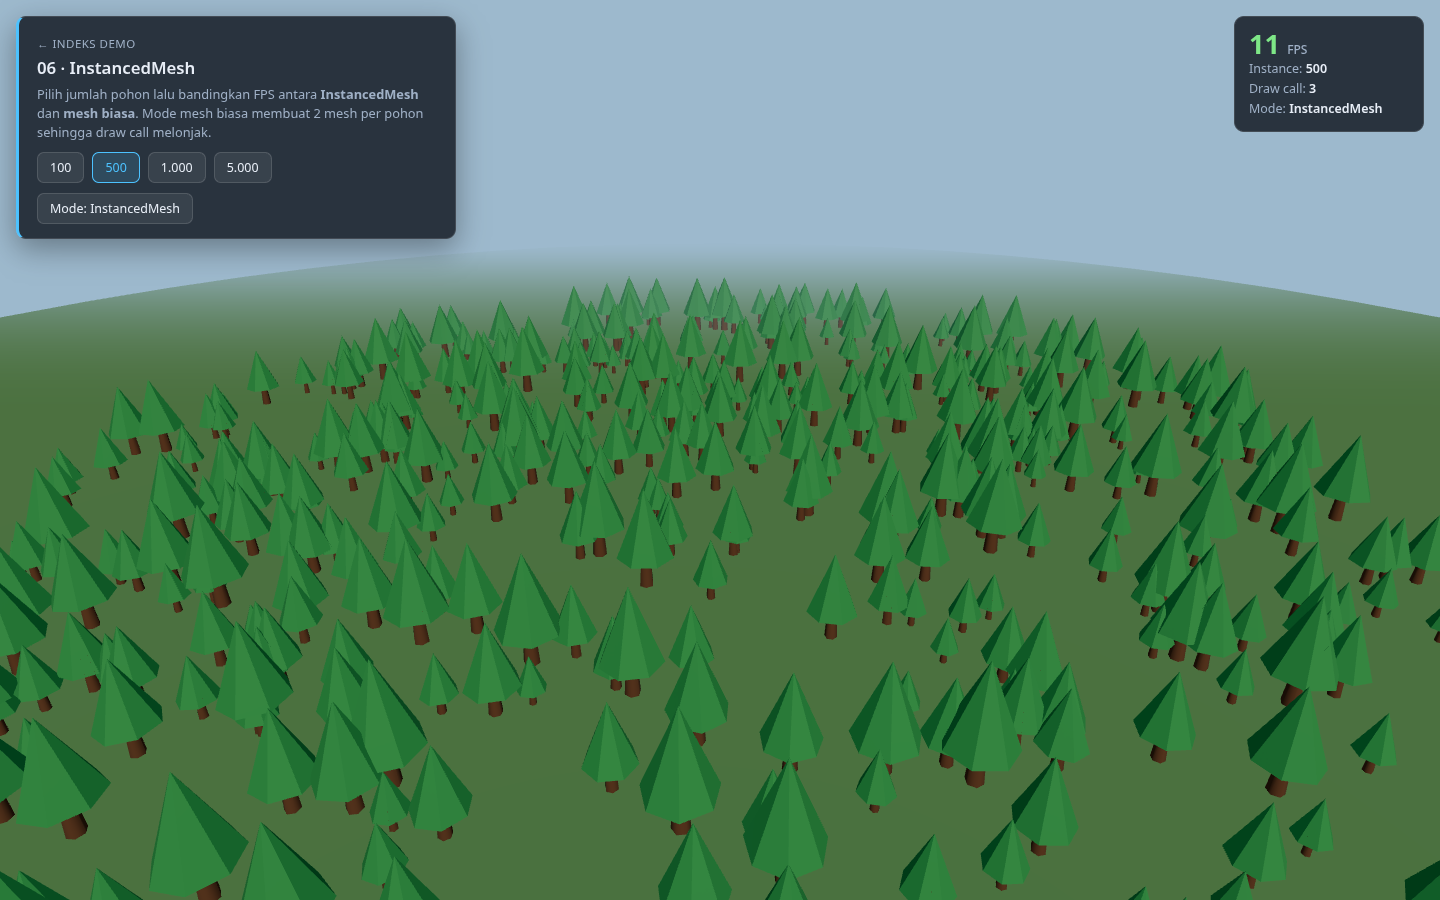 ← INDEKS DEMO
06 · InstancedMesh
Pilih jumlah pohon lalu bandingkan FPS antara InstancedMesh
dan mesh biasa. Mode mesh biasa membuat 2 mesh per pohon
sehingga draw call melonjak.
100 500 1.000 5.000
Mode: InstancedMesh
11 FPS
Instance: 500
Draw call: 3
Mode: InstancedMesh